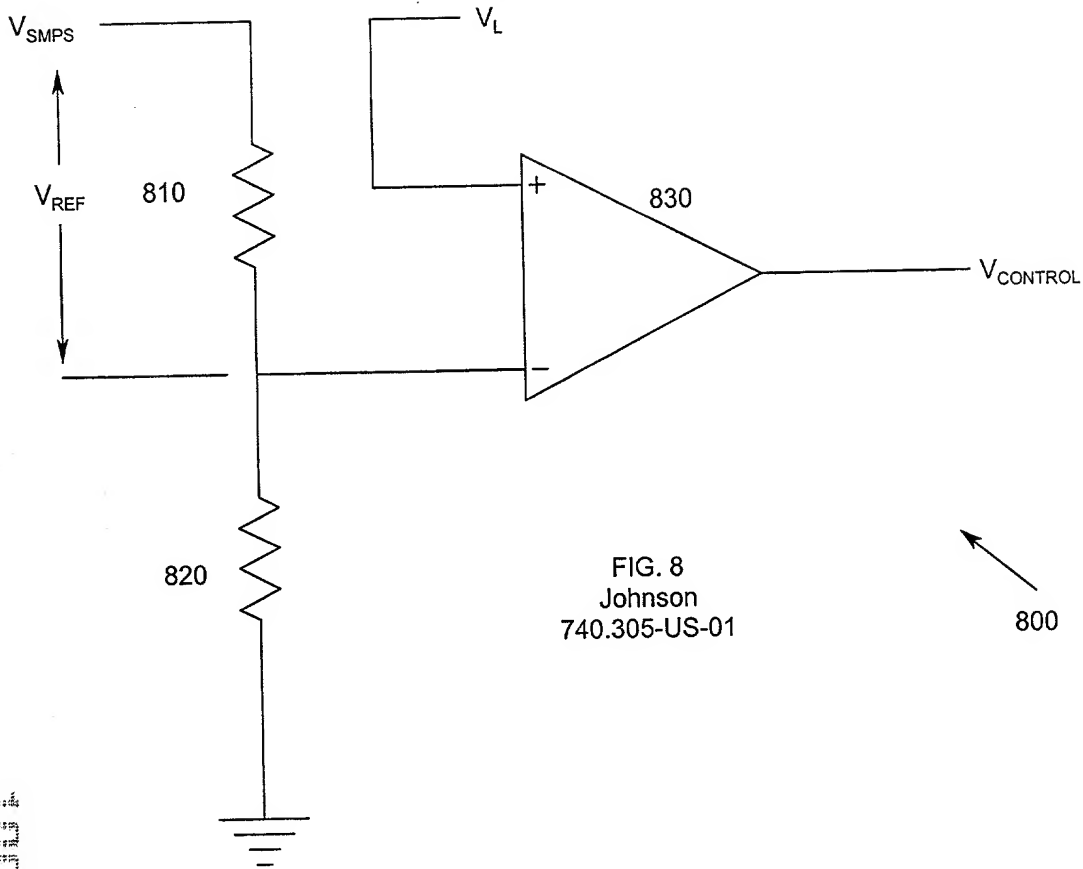 V_SMPS
V_L
V_REF
810
+
830
V_CONTROL
-
820
FIG. 8
Johnson
740.305-US-01
800